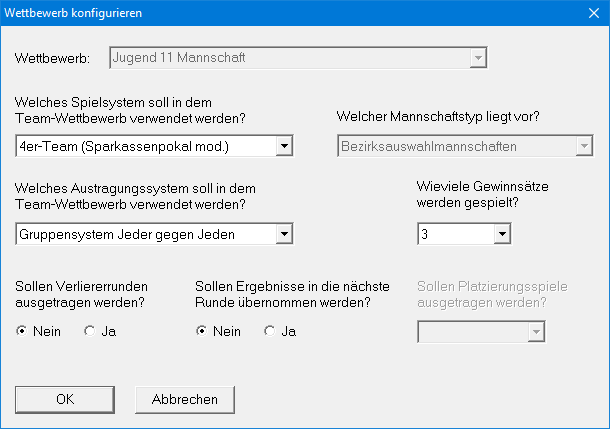 Wettbewerb konfigurieren
Wettbewerb: Jugend 11 Mannschaft
Welches Spielsystem soll in dem
Team-Wettbewerb verwendet werden?
4er-Team (Sparkassenpokal mod.)
Welcher Mannschaftstyp liegt vor?
Bezirksauswahlmannschaften
Welches Austragungssystem soll in dem
Team-Wettbewerb verwendet werden?
Gruppensystem Jeder gegen Jeden
Wieviele Gewinnsätze
werden gespielt?
3
Sollen Verliererrunden
ausgetragen werden?
Nein Ja
Sollen Ergebnisse in die nächste
Runde übernommen werden?
Nein Ja
Sollen Platzierungsspiele
ausgetragen werden?
OK Abbrechen